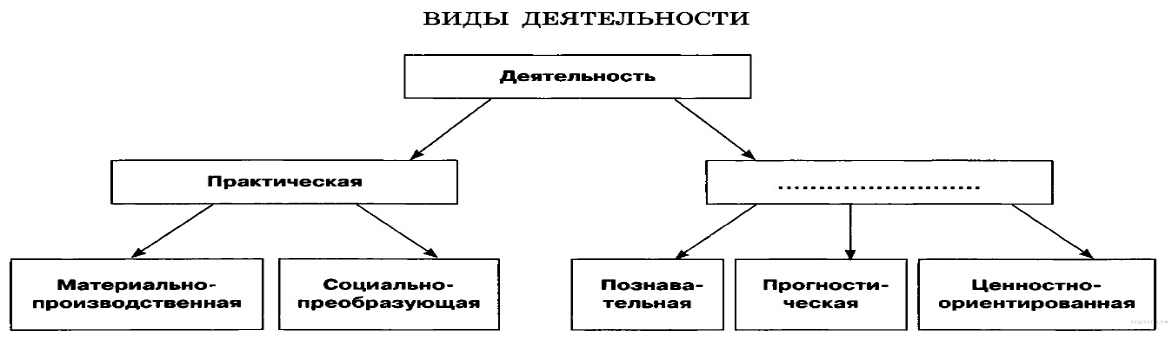 ВИДЫ ДЕЯТЕЛЬНОСТИ
Деятельность
Практическая
............................
Материально-
производственная
Социально-
преобразующая
Познава-
тельная
Прогности-
ческая
Ценностно-
ориентированная